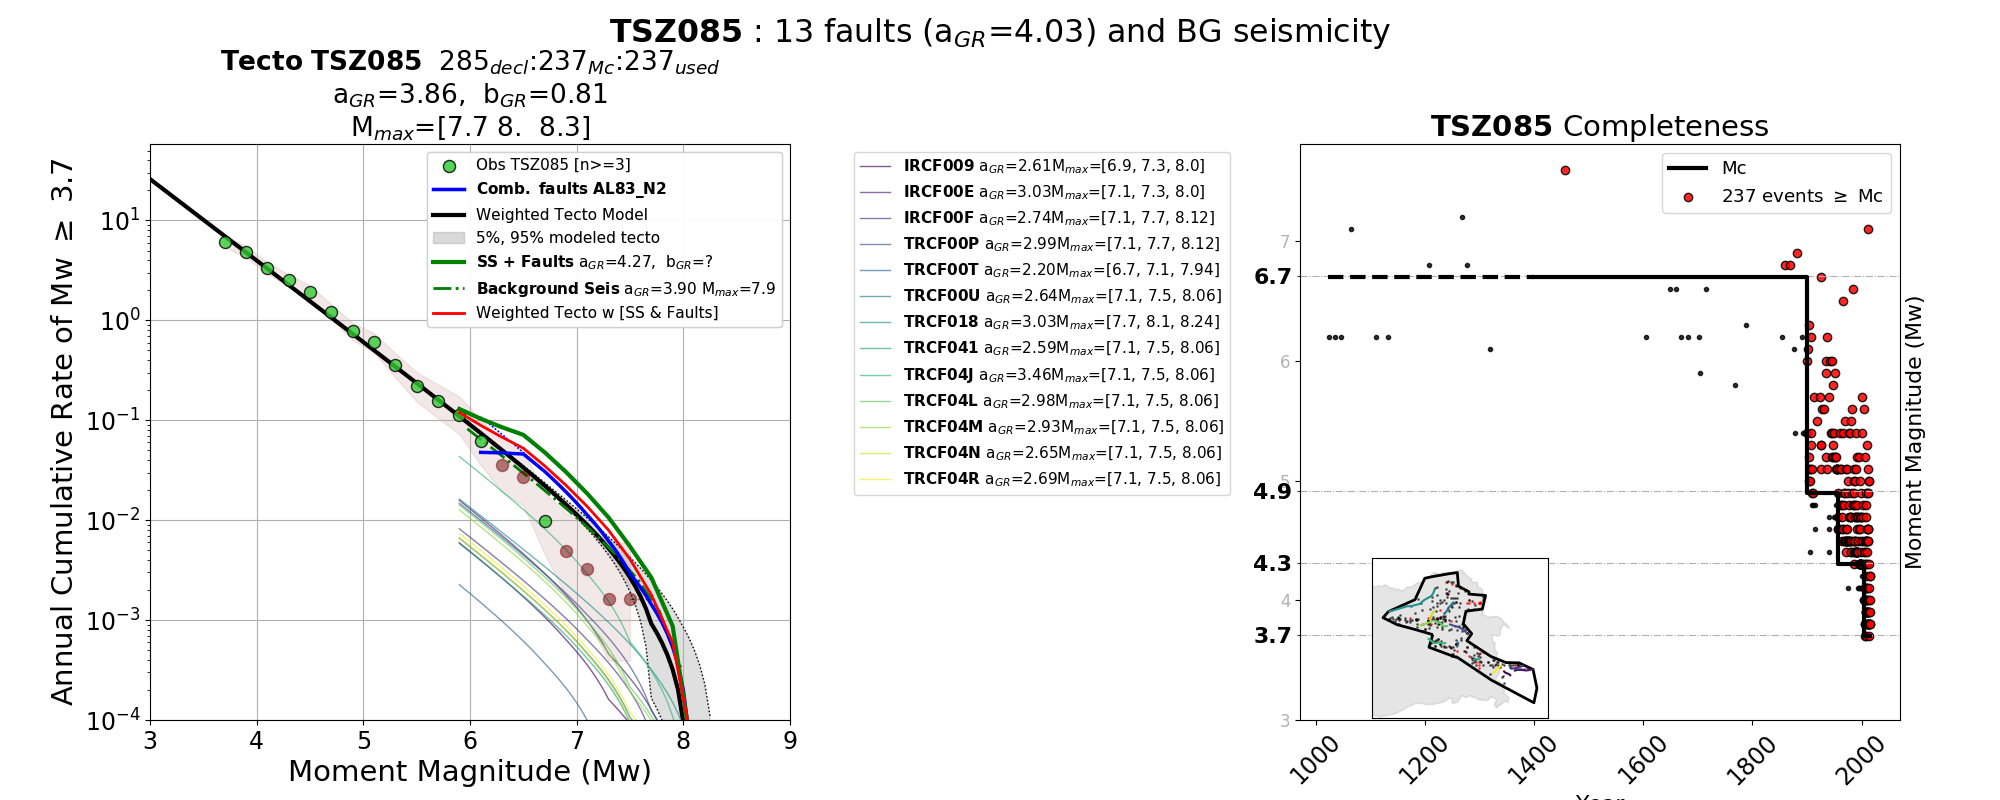 TSZ085 : 13 faults (aGR=4.03) and BG seismicity
Tecto TSZ085 285decl:237Mc:237used
aGR=3.86, bGR=0.81
Mmax=[7.7 8. 8.3]
Annual Cumulative Rate of Mw ≥ 3.7
10^1
10^0
10^−1
10^−2
10^−3
10^−4
3 4 5 6 7 8 9
Moment Magnitude (Mw)
Obs TSZ085 [n>=3]
Comb. faults AL83_N2
Weighted Tecto Model
5%, 95% modeled tecto
SS + Faults aGR=4.27, bGR=?
Background Seis aGR=3.90 Mmax=7.9
Weighted Tecto w [SS & Faults]
IRCF009 aGR=2.61Mmax=[6.9, 7.3, 8.0]
IRCF00E aGR=3.03Mmax=[7.1, 7.3, 8.0]
IRCF00F aGR=2.74Mmax=[7.1, 7.7, 8.12]
TRCF00P aGR=2.99Mmax=[7.1, 7.7, 8.12]
TRCF00T aGR=2.20Mmax=[6.7, 7.1, 7.94]
TRCF00U aGR=2.64Mmax=[7.1, 7.5, 8.06]
TRCF018 aGR=3.03Mmax=[7.7, 8.1, 8.24]
TRCF041 aGR=2.59Mmax=[7.1, 7.5, 8.06]
TRCF04J aGR=3.46Mmax=[7.1, 7.5, 8.06]
TRCF04L aGR=2.98Mmax=[7.1, 7.5, 8.06]
TRCF04M aGR=2.93Mmax=[7.1, 7.5, 8.06]
TRCF04N aGR=2.65Mmax=[7.1, 7.5, 8.06]
TRCF04R aGR=2.69Mmax=[7.1, 7.5, 8.06]
TSZ085 Completeness
Mc
237 events ≥ Mc
7
6.7
6
5
4.9
4.3
4
3.7
3
Moment Magnitude (Mw)
1000 1200 1400 1600 1800 2000
Year